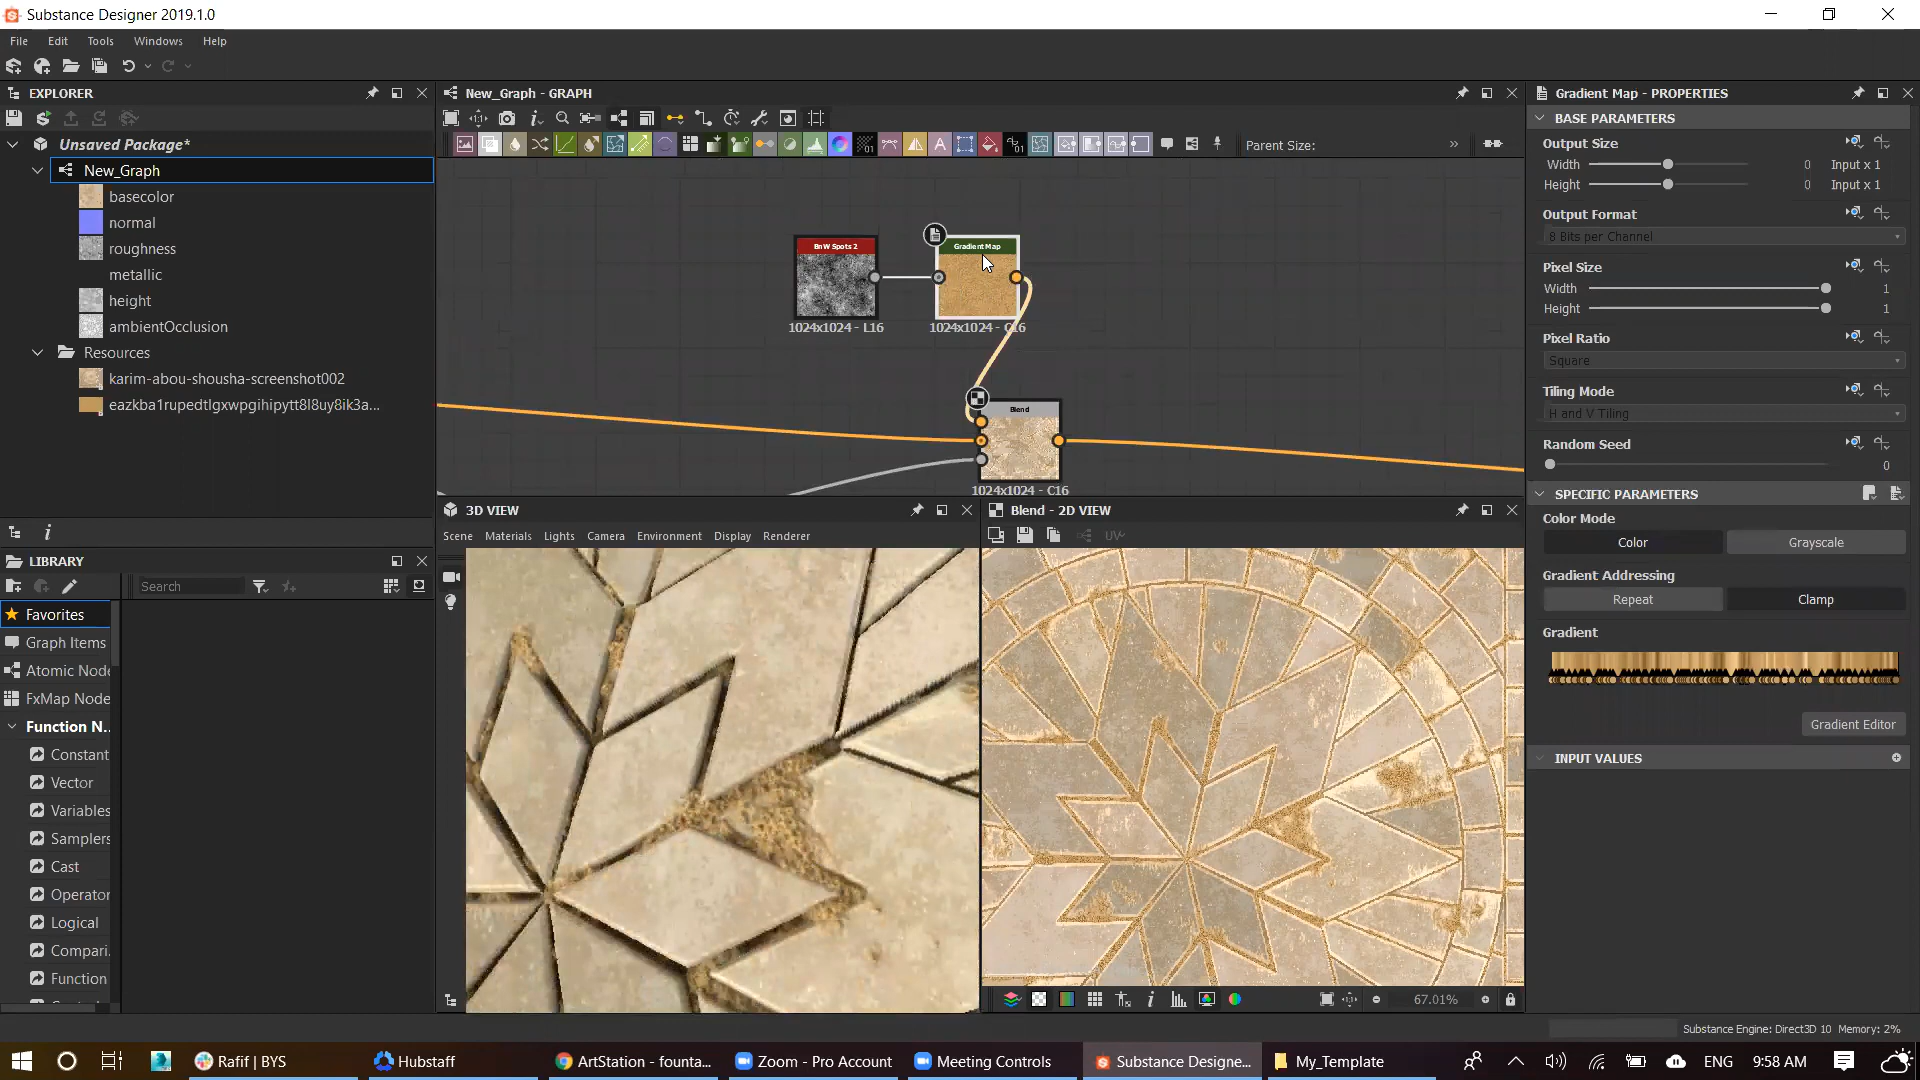 Substance Designer 2019.1.0
File Edit Tools Windows Help
EXPLORER
Unsaved Package*
New_Graph
basecolor
normal
roughness
metallic
height
ambientOcclusion
Resources
karim-abou-shousha-screenshot002
eazkba1rupedtlgxwpgihipytt8l8uy8ik3a...
LIBRARY
Search
Favorites
Graph Items
Atomic Node
FxMap Node
Function N..
Constant
Vector
Variables
Samplers
Cast
Operator
Logical
Compari.
Function
New_Graph - GRAPH
Parent Size:
BnW Spots 2
1024x1024 - L16
Gradient Map
1024x1024 - C16
Blend
1024x1024 - C16
3D VIEW
Scene Materials Lights Camera Environment Display Renderer
Blend - 2D VIEW
UV
67.01%
Gradient Map - PROPERTIES
BASE PARAMETERS
Output Size
Width 0 Input x 1
Height 0 Input x 1
Output Format
8 Bits per Channel
Pixel Size
Width 1
Height 1
Pixel Ratio
Square
Tiling Mode
H and V Tiling
Random Seed
0
SPECIFIC PARAMETERS
Color Mode
Color Grayscale
Gradient Addressing
Repeat Clamp
Gradient
Gradient Editor
INPUT VALUES
Substance Engine: Direct3D 10 Memory: 2%
Rafif | BYS
Hubstaff
ArtStation - founta...
Zoom - Pro Account
Meeting Controls
Substance Designe...
My_Template
ENG
9:58 AM